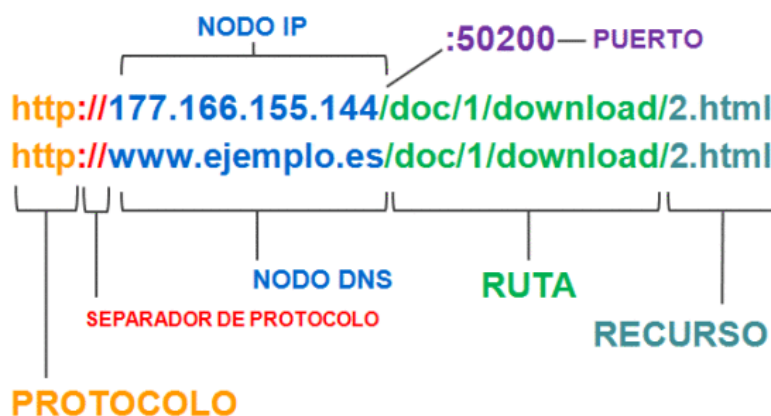 NODO IP
:50200 PUERTO
http://177.166.155.144/doc/1/download/2.html
http://www.ejemplo.es/doc/1/download/2.html
NODO DNS
RUTA
SEPARADOR DE PROTOCOLO
RECURSO
PROTOCOLO